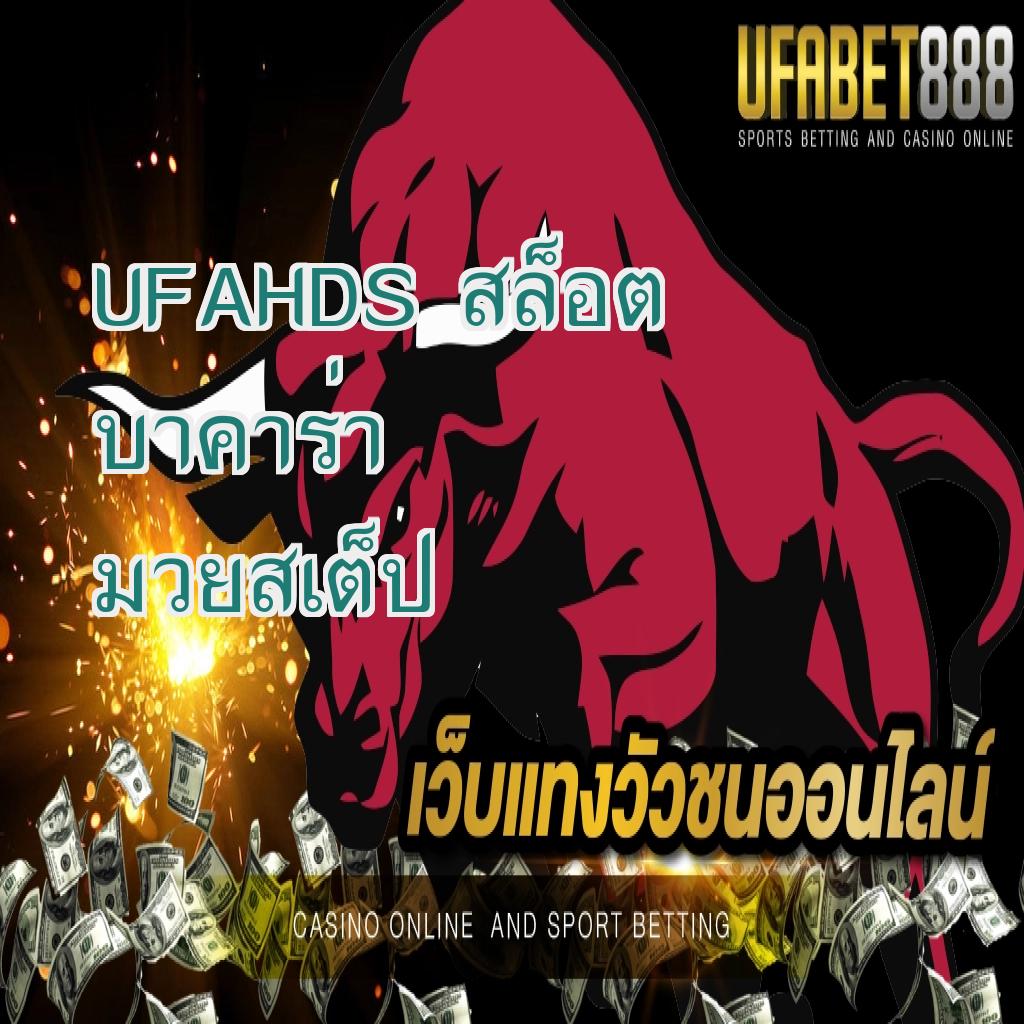 UFABET888
SPORTS BETTING AND CASINO ONLINE
UFAHDS สล็อต
บาคาร่า
มวยสเต็ป
เว็บแทงวัวชนออนไลน์
CASINO ONLINE AND SPORT BETTING